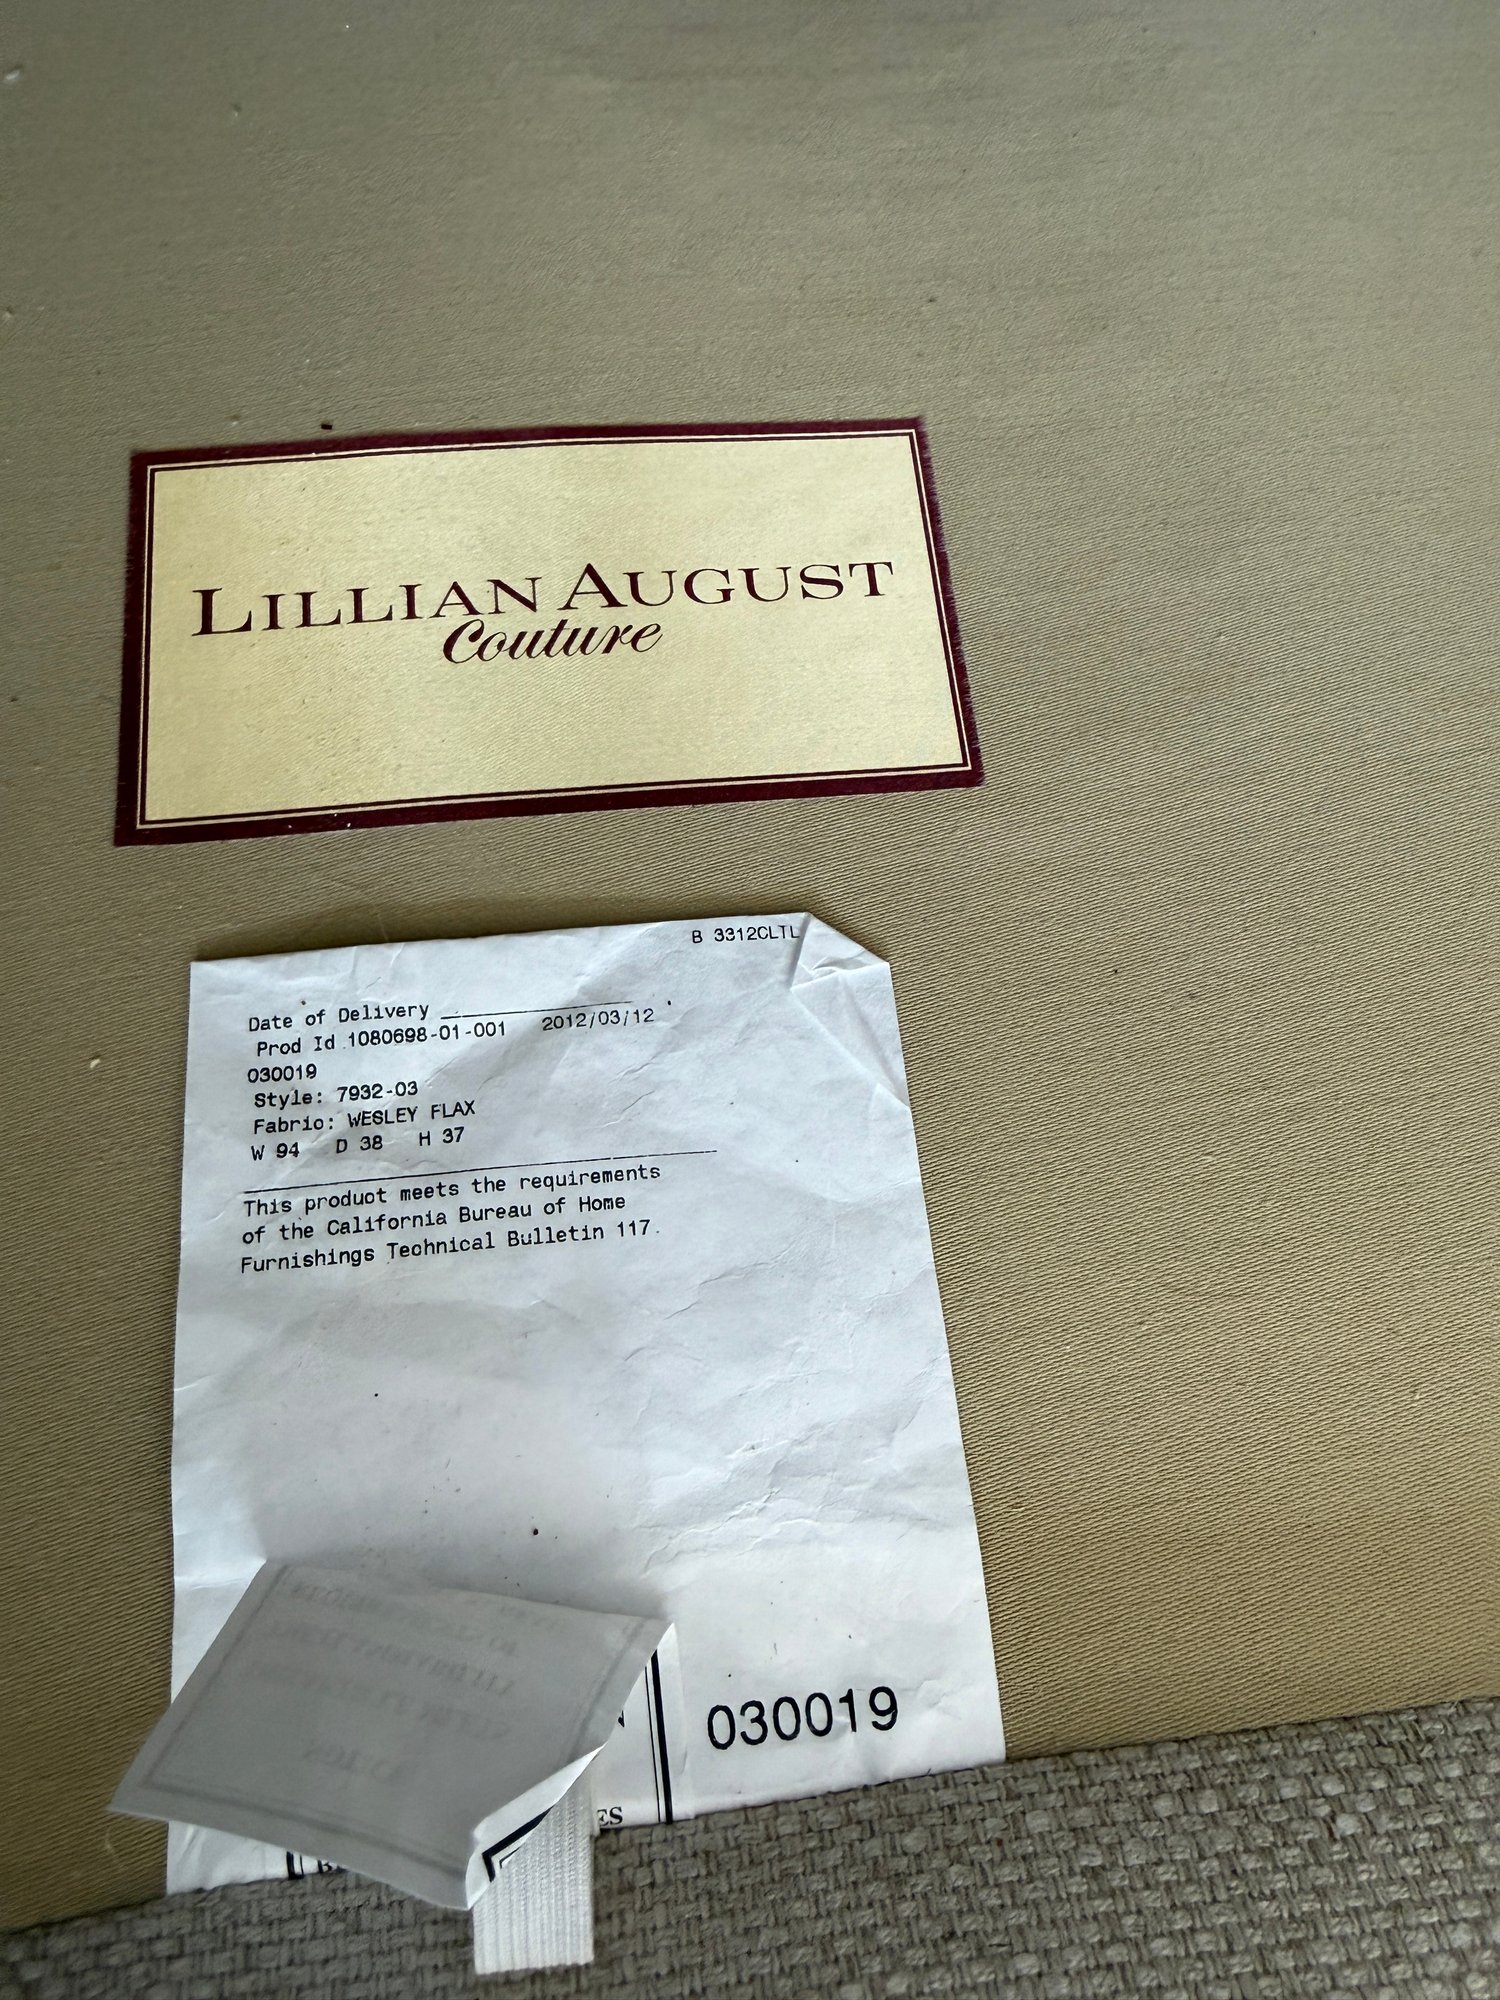 LILLIAN AUGUST
Couture
B 3312CLTL
Date of Delivery
Prod Id 1080698-01-001 2012/03/12
030019
Style: 7932-03
Fabric: WESLEY FLAX
W 94 D 38 H 37
This product meets the requirements
of the California Bureau of Home
Furnishings Technical Bulletin 117.
030019